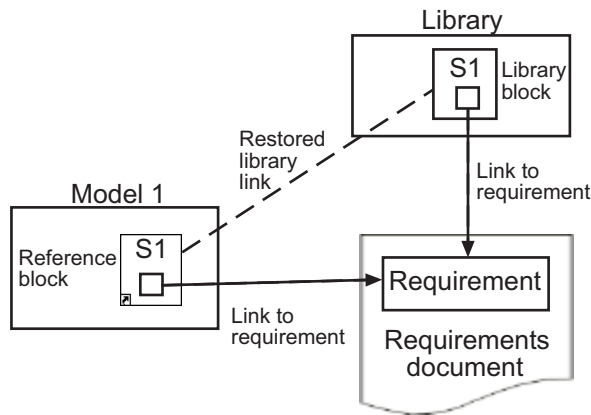 Library
S1
Library
block
Restored
library
link
Link to
requirement
Model 1
S1
Reference
block
Requirement
Link to
requirement
Requirements
document